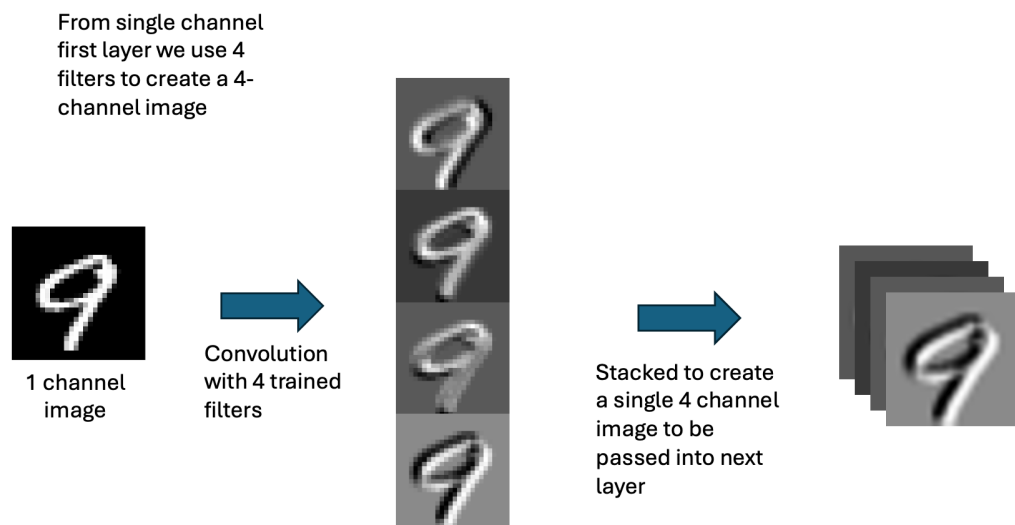 From single channel
first layer we use 4
filters to create a 4-
channel image
1 channel
image
Convolution
with 4 trained
filters
Stacked to create
a single 4 channel
image to be
passed into next
layer